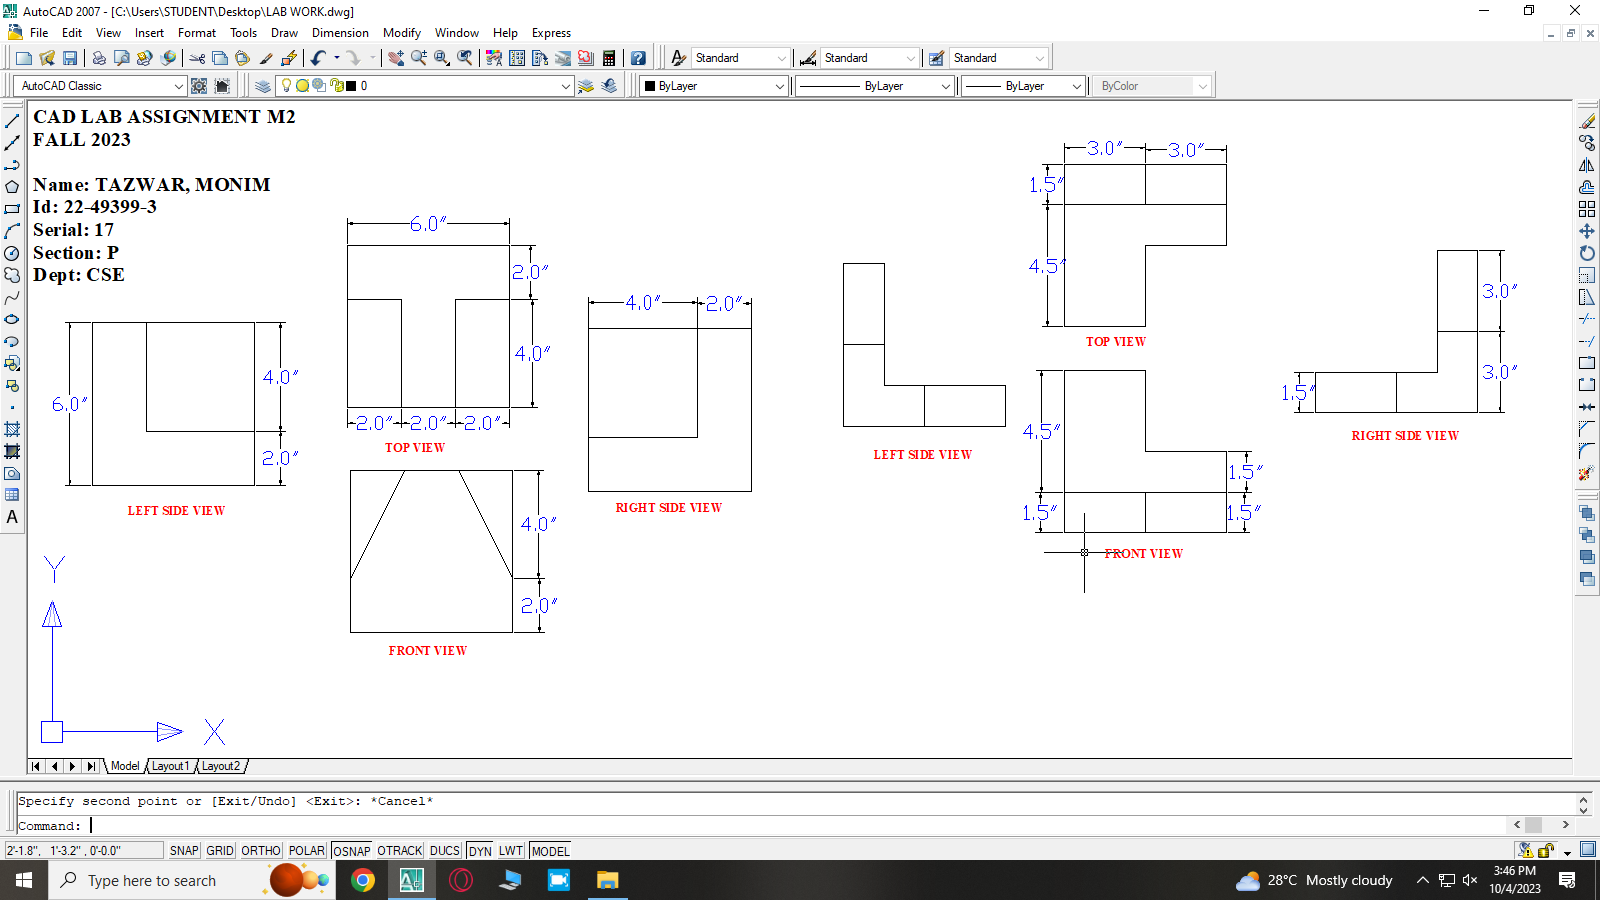 AutoCAD 2007 - [C:\Users\STUDENT\Desktop\LAB WORK.dwg]
File Edit View Insert Format Tools Draw Dimension Modify Window Help Express
Standard Standard Standard
AutoCAD Classic 0 ByLayer ByLayer ByLayer ByColor
CAD LAB ASSIGNMENT M2
FALL 2023
Name: TAZWAR, MONIM
Id: 22-49399-3
Serial: 17
Section: P
Dept: CSE
6.0"
4.0"
2.0"
LEFT SIDE VIEW
6.0"
2.0"
4.0"
2.0" 2.0" 2.0"
TOP VIEW
4.0"
2.0"
FRONT VIEW
4.0" 2.0"
RIGHT SIDE VIEW
LEFT SIDE VIEW
3.0" 3.0"
1.5"
4.5"
TOP VIEW
4.5"
1.5"
1.5"
1.5"
FRONT VIEW
3.0"
3.0"
1.5"
RIGHT SIDE VIEW
Y
X
A
Model Layout1 Layout2
Specify second point or [Exit/Undo] <Exit>: *Cancel*
Command:
2'-1.8", 1'-3.2" , 0'-0.0" SNAP GRID ORTHO POLAR OSNAP OTRACK DUCS DYN LWT MODEL
Type here to search
28°C Mostly cloudy
3:46 PM
10/4/2023